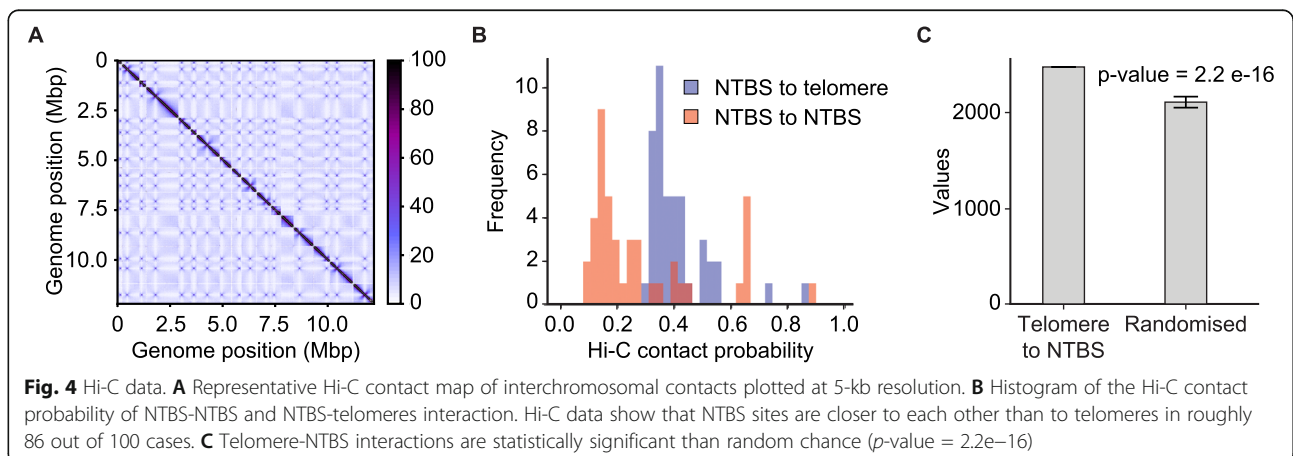 A
B
C
0
2.5
5.0
7.5
10.0
Genome position (Mbp)
0
2.5
5.0
7.5
10.0
Genome position (Mbp)
100
80
60
40
20
0
10
8
6
4
2
0
Frequency
NTBS to telomere
NTBS to NTBS
0.0
0.2
0.4
0.6
0.8
1.0
Hi-C contact probability
p-value = 2.2 e-16
2000
1000
0
Values
Telomere
to NTBS
Randomised
Fig. 4 Hi-C data. A Representative Hi-C contact map of interchromosomal contacts plotted at 5-kb resolution. B Histogram of the Hi-C contact
probability of NTBS-NTBS and NTBS-telomeres interaction. Hi-C data show that NTBS sites are closer to each other than to telomeres in roughly
86 out of 100 cases. C Telomere-NTBS interactions are statistically significant than random chance (p-value = 2.2e−16)